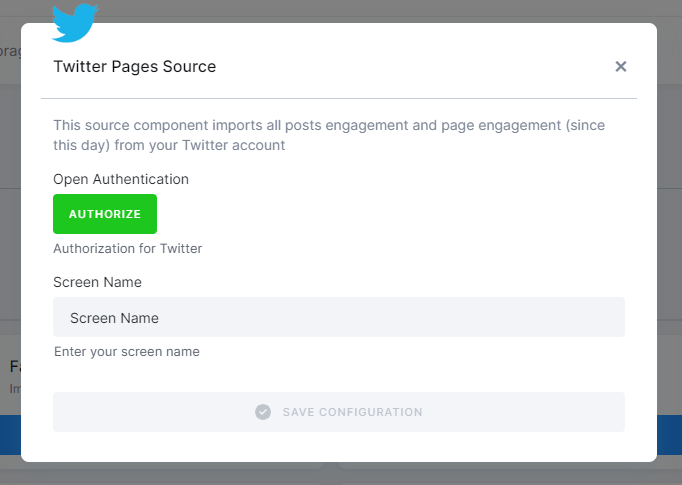 Twitter Pages Source
This source component imports all posts engagement and page engagement (since
this day) from your Twitter account
Open Authentication
AUTHORIZE
Authorization for Twitter
Screen Name
Screen Name
Enter your screen name
SAVE CONFIGURATION